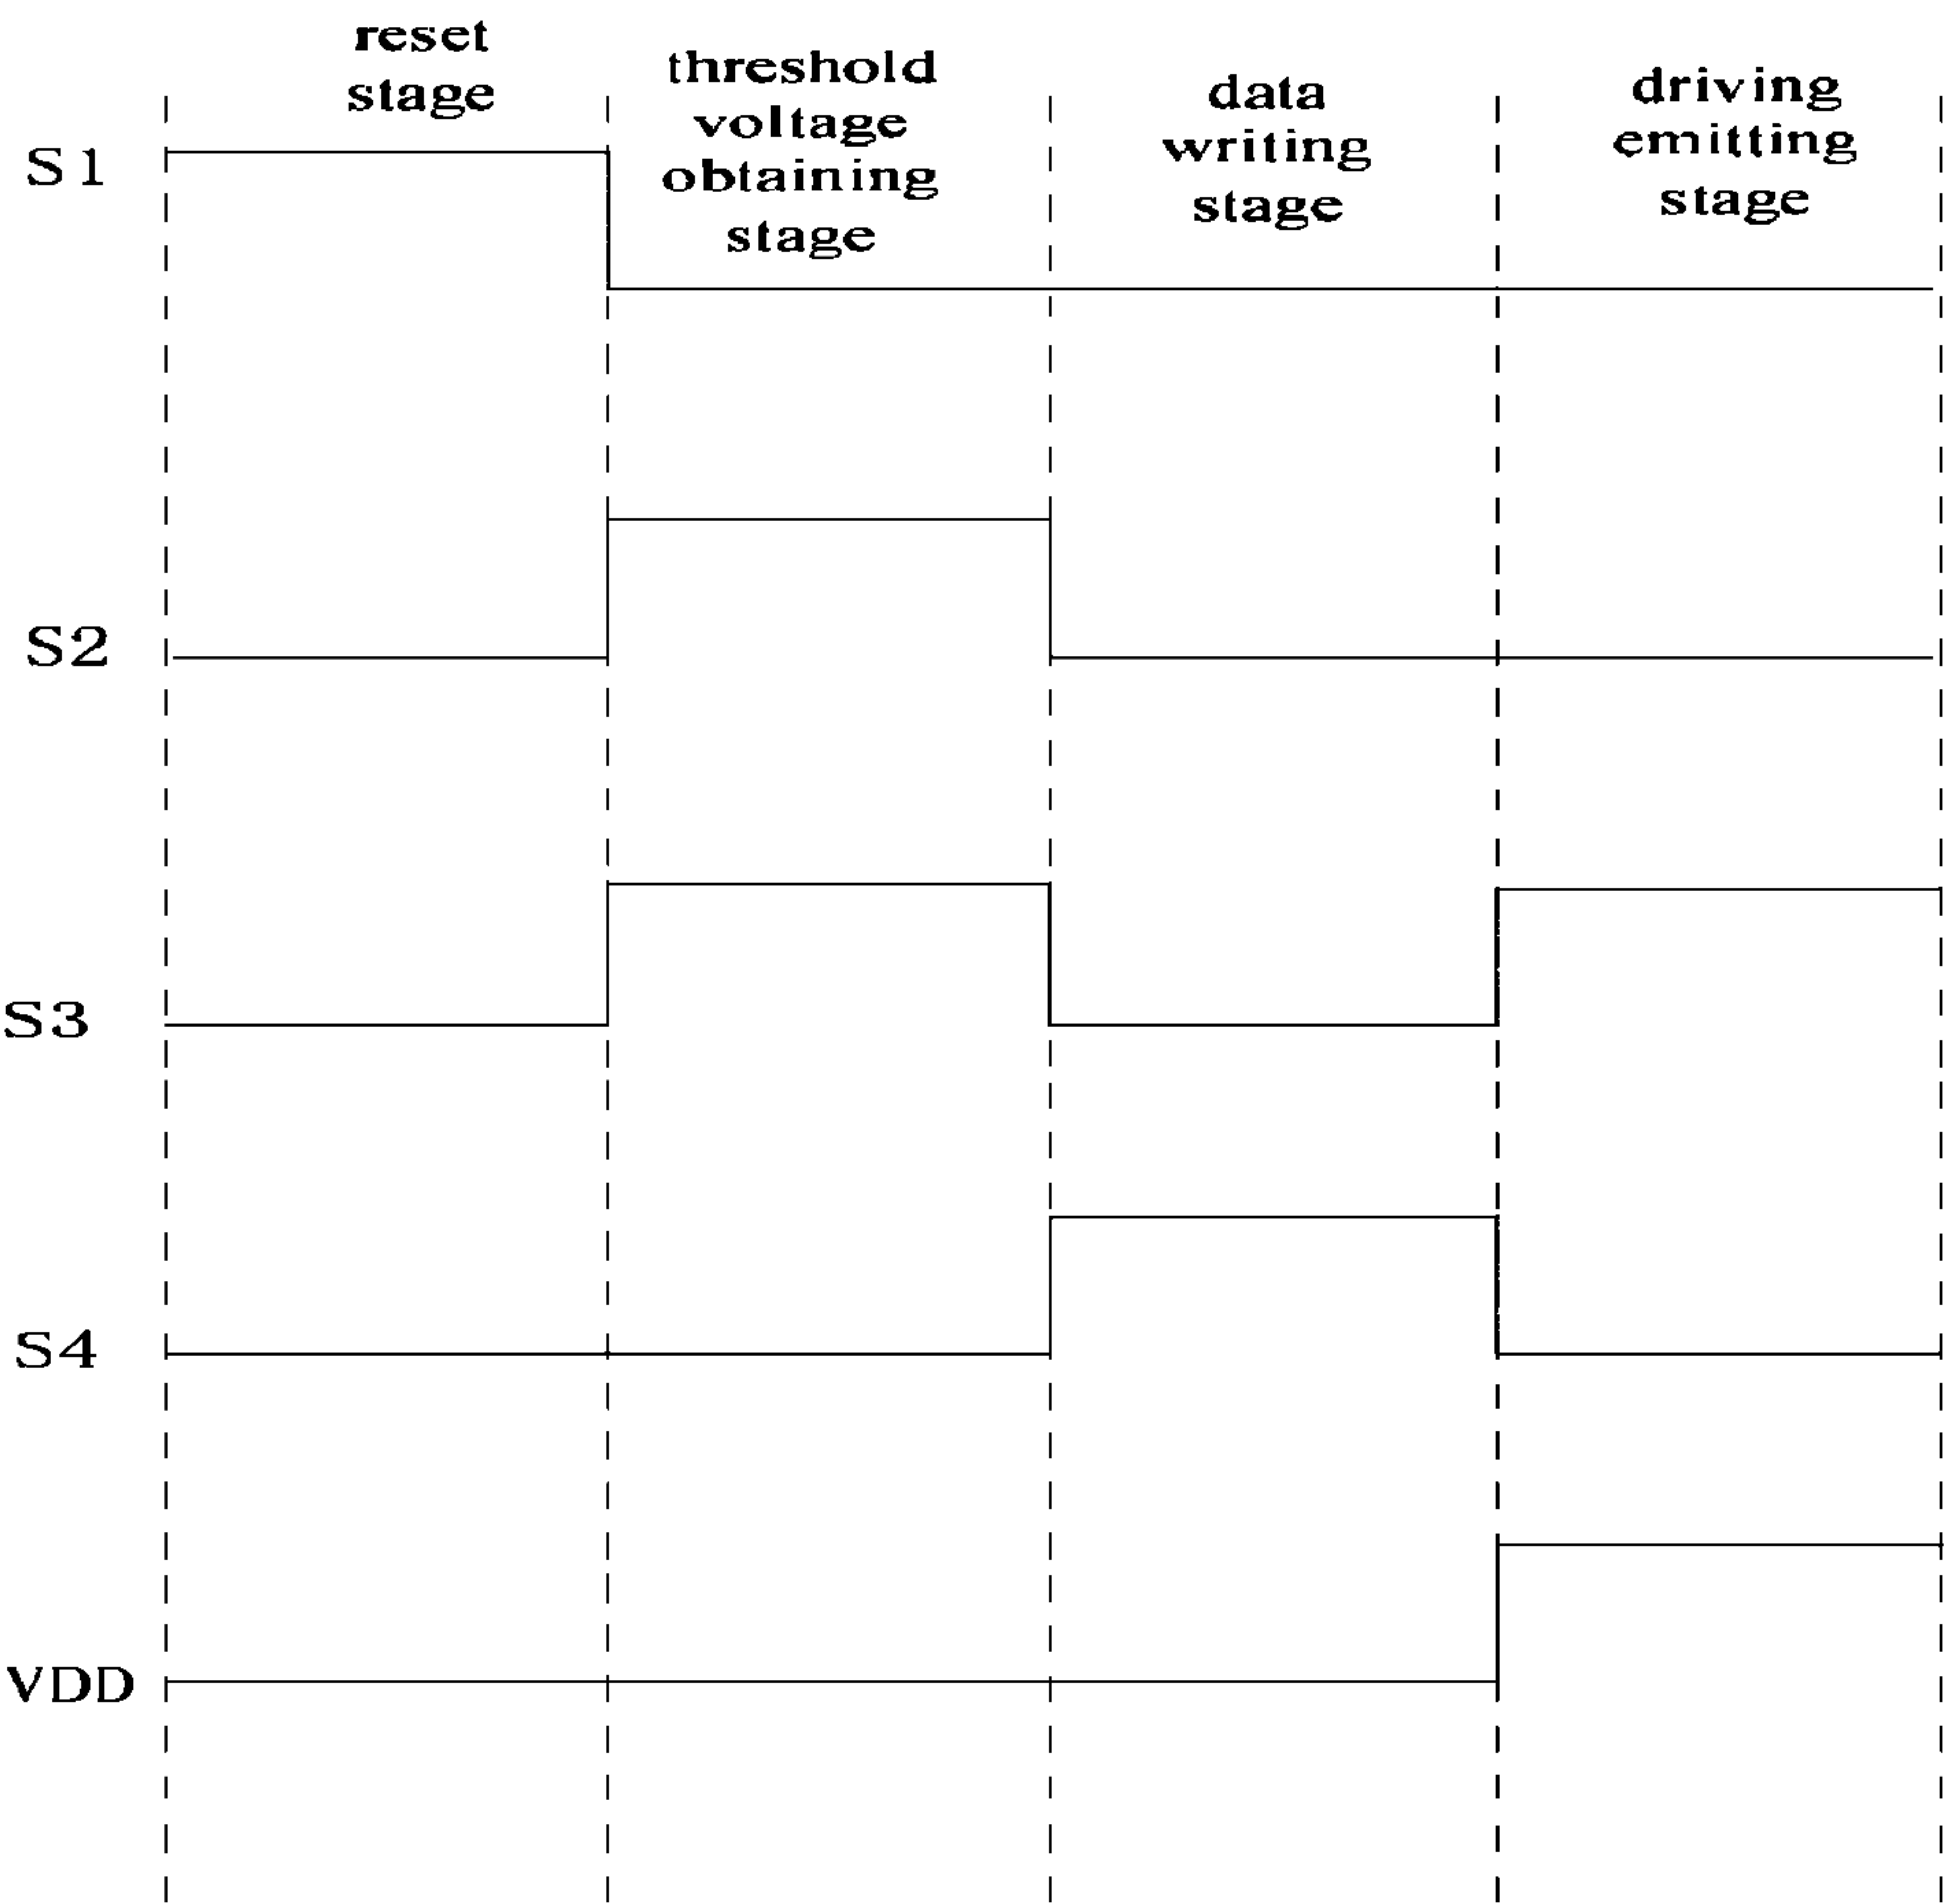 reset
stage
threshold
voltage
obtaining
stage
data
writing
stage
driving
emitting
stage
S1
S2
S3
S4
VDD